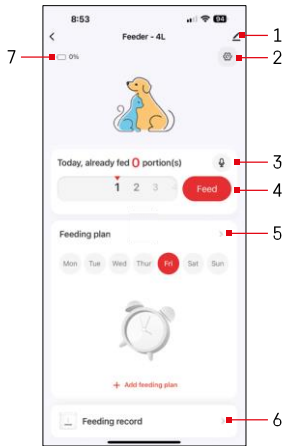 8:53 94
Feeder - 4L 1
7 0% 2
Today, already fed 0 portion(s) 3
1 2 3 4 Feed 4
Feeding plan 5
Mon Tue Wed Thur Fri Sat Sun
+ Add feeding plan
Feeding record 6